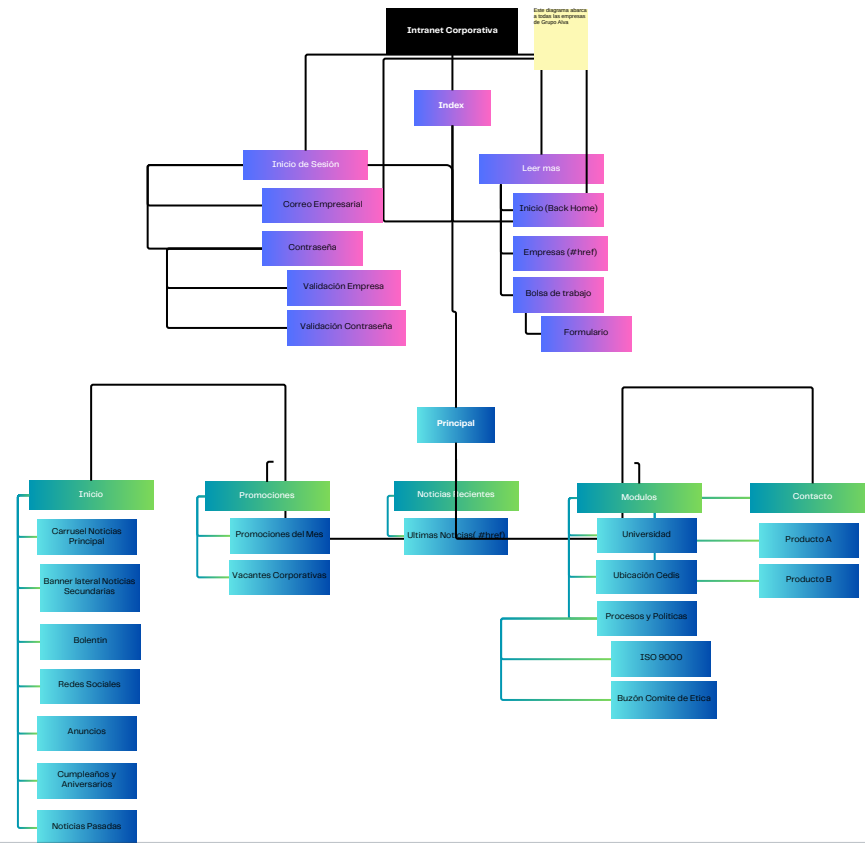 Intranet Corporativa
Este diagrama abarca
a todas las empresas
de Grupo Alva
Index
Inicio de Sesión
Leer mas
Correo Empresarial
Inicio (Back Home)
Contraseña
Empresas (#href)
Validación Empresa
Bolsa de trabajo
Validación Contraseña
Formulario
Principal
Inicio
Promociones
Noticias Recientes
Modulos
Contacto
Carrusel Noticias
Principal
Promociones del Mes
Ultimas Noticias( #href)
Universidad
Producto A
Banner lateral Noticias
Secundarias
Vacantes Corporativas
Ubicación Cedis
Producto B
Bolentin
Procesos y Politicas
Redes Sociales
ISO 9000
Anuncios
Buzón Comite de Etica
Cumpleaños y
Aniversarios
Noticias Pasadas